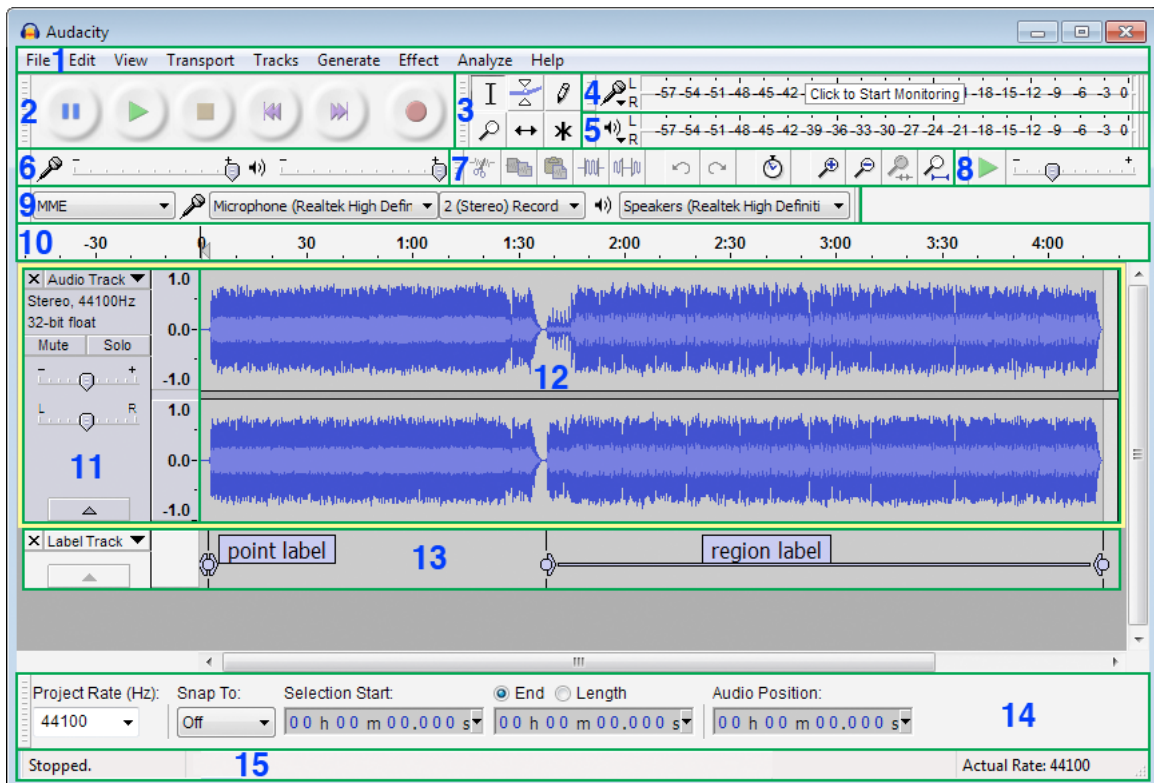 Audacity
File 1 Edit View Transport Tracks Generate Effect Analyze Help
2
3
4 L R -57 -54 -51 -48 -45 -42 Click to Start Monitoring -18 -15 -12 -9 -6 -3 0
5 L R -57 -54 -51 -48 -45 -42 -39 -36 -33 -30 -27 -24 -21 -18 -15 -12 -9 -6 -3 0
6 - + - + 7 8 - +
9 MME Microphone (Realtek High Defin 2 (Stereo) Record Speakers (Realtek High Definiti
10 -30 0 30 1:00 1:30 2:00 2:30 3:00 3:30 4:00
X Audio Track 1.0
Stereo, 44100Hz
32-bit float 0.0-
Mute Solo
- + -1.0
12
L R 1.0
11 0.0-
-1.0
X Label Track
point label 13 region label
Project Rate (Hz): Snap To: Selection Start: End Length Audio Position:
44100 Off 00 h 00 m 00.000 s 00 h 00 m 00.000 s 00 h 00 m 00.000 s 14
Stopped. 15 Actual Rate: 44100